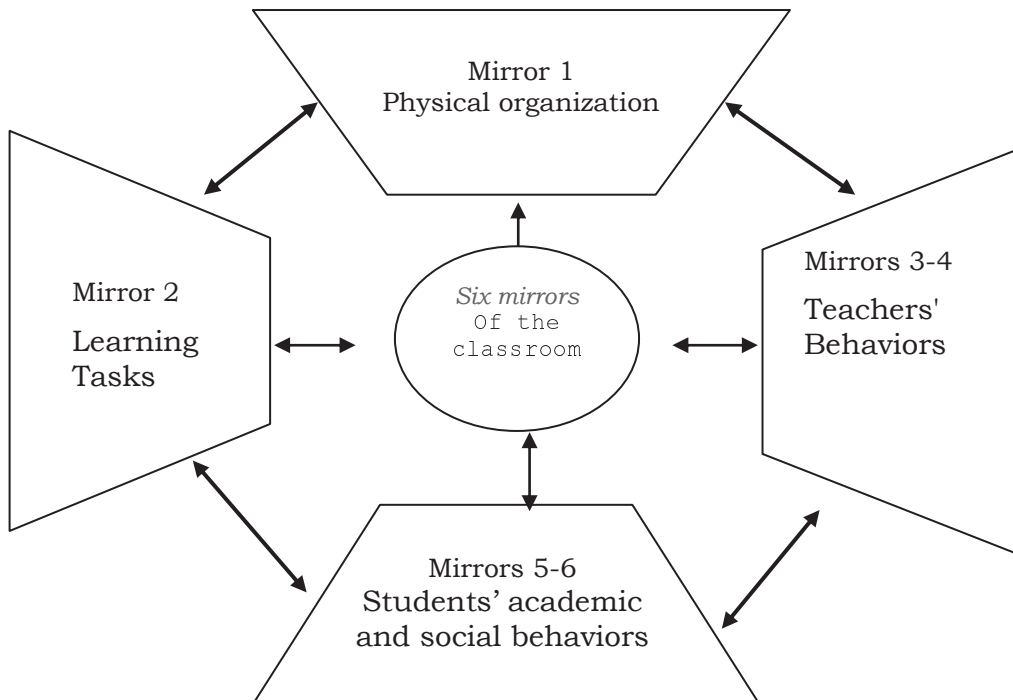 Mirror 1
Physical organization
Mirror 2
Learning
Tasks
Six mirrors
Of the
classroom
Mirrors 3-4
Teachers'
Behaviors
Mirrors 5-6
Students’ academic
and social behaviors